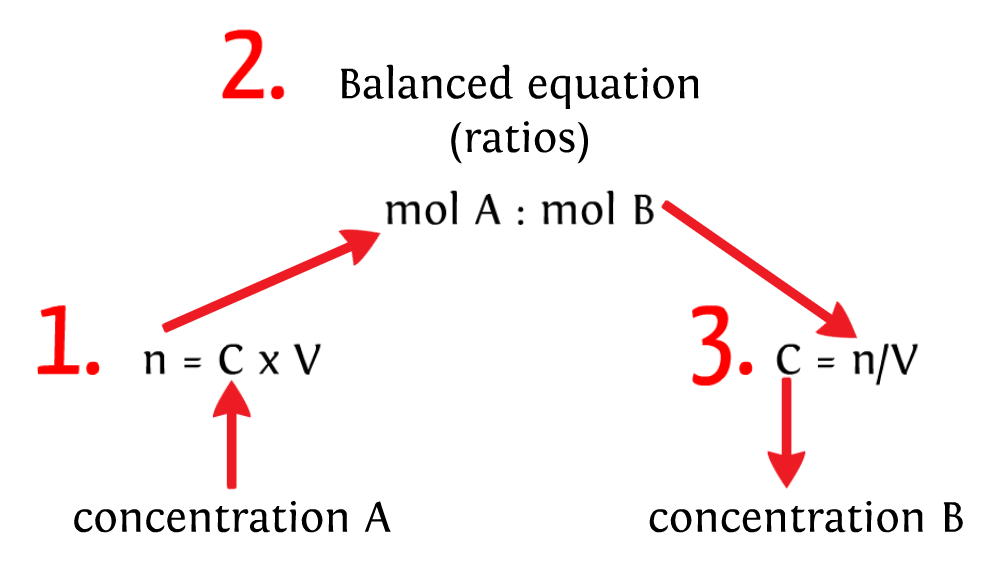 2. Balanced equation
(ratios)
mol A : mol B
1. n = C x V
3. C = n/V
concentration A
concentration B